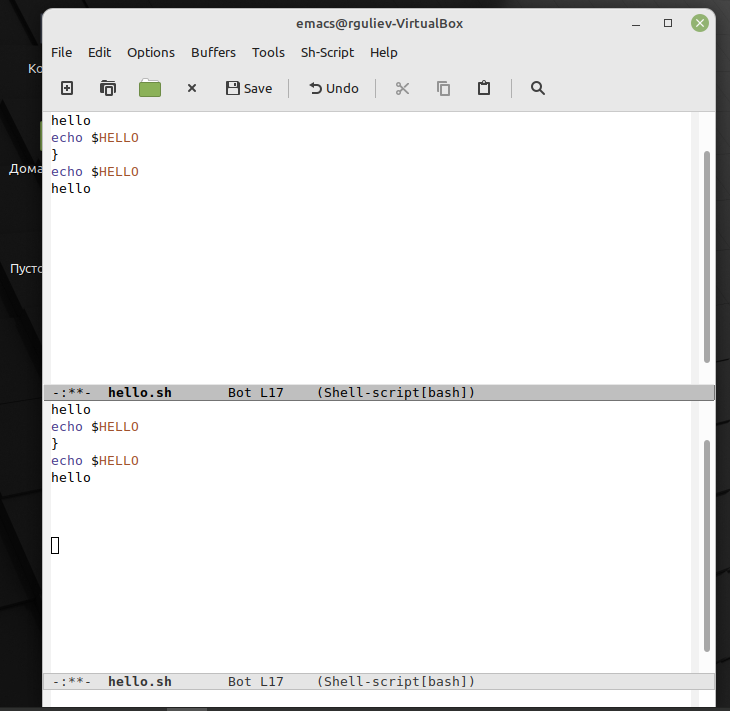 emacs@rguliev-VirtualBox
File Edit Options Buffers Tools Sh-Script Help
Save Undo
Ко
Дома
Пусто
hello
echo $HELLO
}
echo $HELLO
hello
-:**- hello.sh Bot L17 (Shell-script[bash])
hello
echo $HELLO
}
echo $HELLO
hello
-:**- hello.sh Bot L17 (Shell-script[bash])